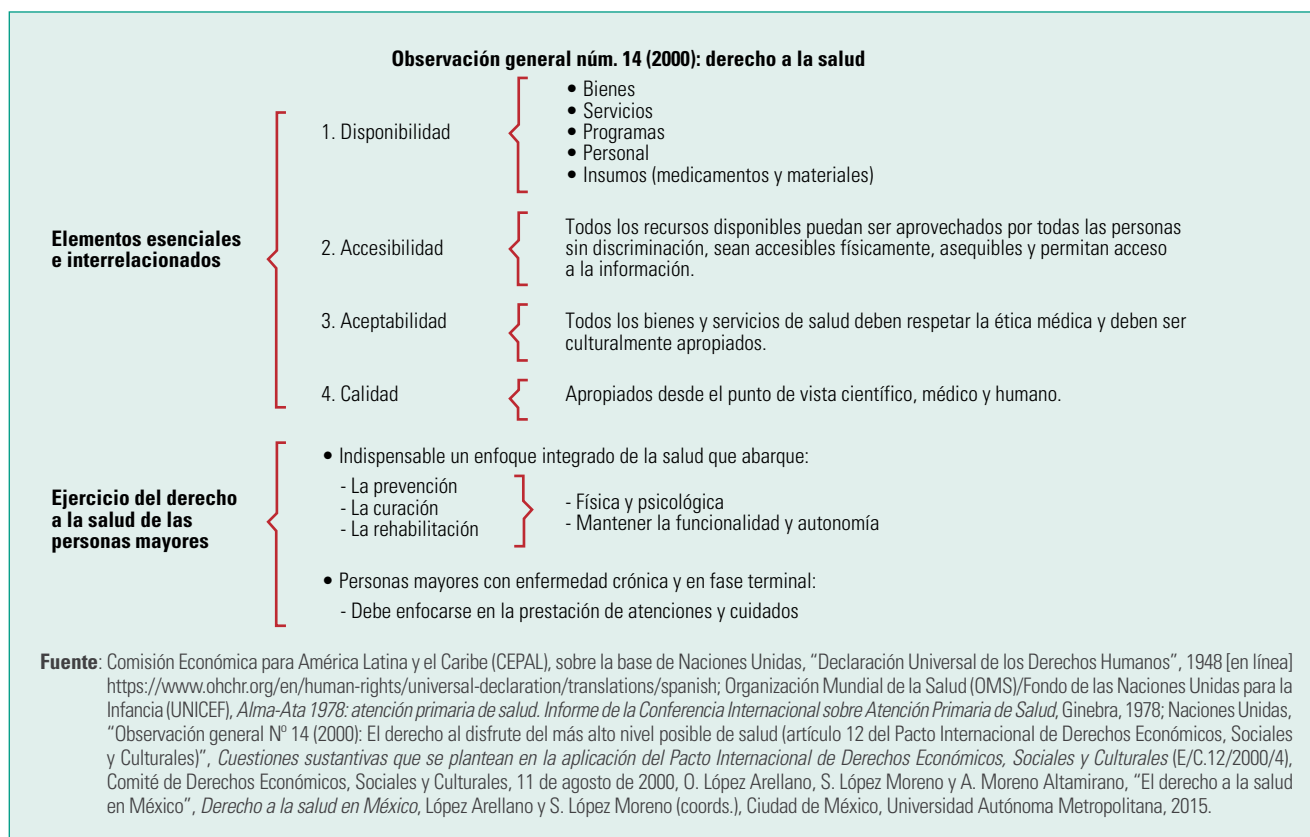 Observación general núm. 14 (2000): derecho a la salud
Elementos esenciales
e interrelacionados
1. Disponibilidad
• Bienes
• Servicios
• Programas
• Personal
• Insumos (medicamentos y materiales)
2. Accesibilidad
Todos los recursos disponibles puedan ser aprovechados por todas las personas
sin discriminación, sean accesibles físicamente, asequibles y permitan acceso
a la información.
3. Aceptabilidad
Todos los bienes y servicios de salud deben respetar la ética médica y deben ser
culturalmente apropiados.
4. Calidad
Apropiados desde el punto de vista científico, médico y humano.
Ejercicio del derecho
a la salud de las
personas mayores
• Indispensable un enfoque integrado de la salud que abarque:
- La prevención
- La curación
- La rehabilitación
- Física y psicológica
- Mantener la funcionalidad y autonomía
• Personas mayores con enfermedad crónica y en fase terminal:
- Debe enfocarse en la prestación de atenciones y cuidados
Fuente: Comisión Económica para América Latina y el Caribe (CEPAL), sobre la base de Naciones Unidas, "Declaración Universal de los Derechos Humanos", 1948 [en línea]
https://www.ohchr.org/en/human-rights/universal-declaration/translations/spanish; Organización Mundial de la Salud (OMS)/Fondo de las Naciones Unidas para la
Infancia (UNICEF), Alma-Ata 1978: atención primaria de salud. Informe de la Conferencia Internacional sobre Atención Primaria de Salud, Ginebra, 1978; Naciones Unidas,
"Observación general Nº 14 (2000): El derecho al disfrute del más alto nivel posible de salud (artículo 12 del Pacto Internacional de Derechos Económicos, Sociales
y Culturales)", Cuestiones sustantivas que se plantean en la aplicación del Pacto Internacional de Derechos Económicos, Sociales y Culturales (E/C.12/2000/4),
Comité de Derechos Económicos, Sociales y Culturales, 11 de agosto de 2000, O. López Arellano, S. López Moreno y A. Moreno Altamirano, "El derecho a la salud
en México", Derecho a la salud en México, López Arellano y S. López Moreno (coords.), Ciudad de México, Universidad Autónoma Metropolitana, 2015.